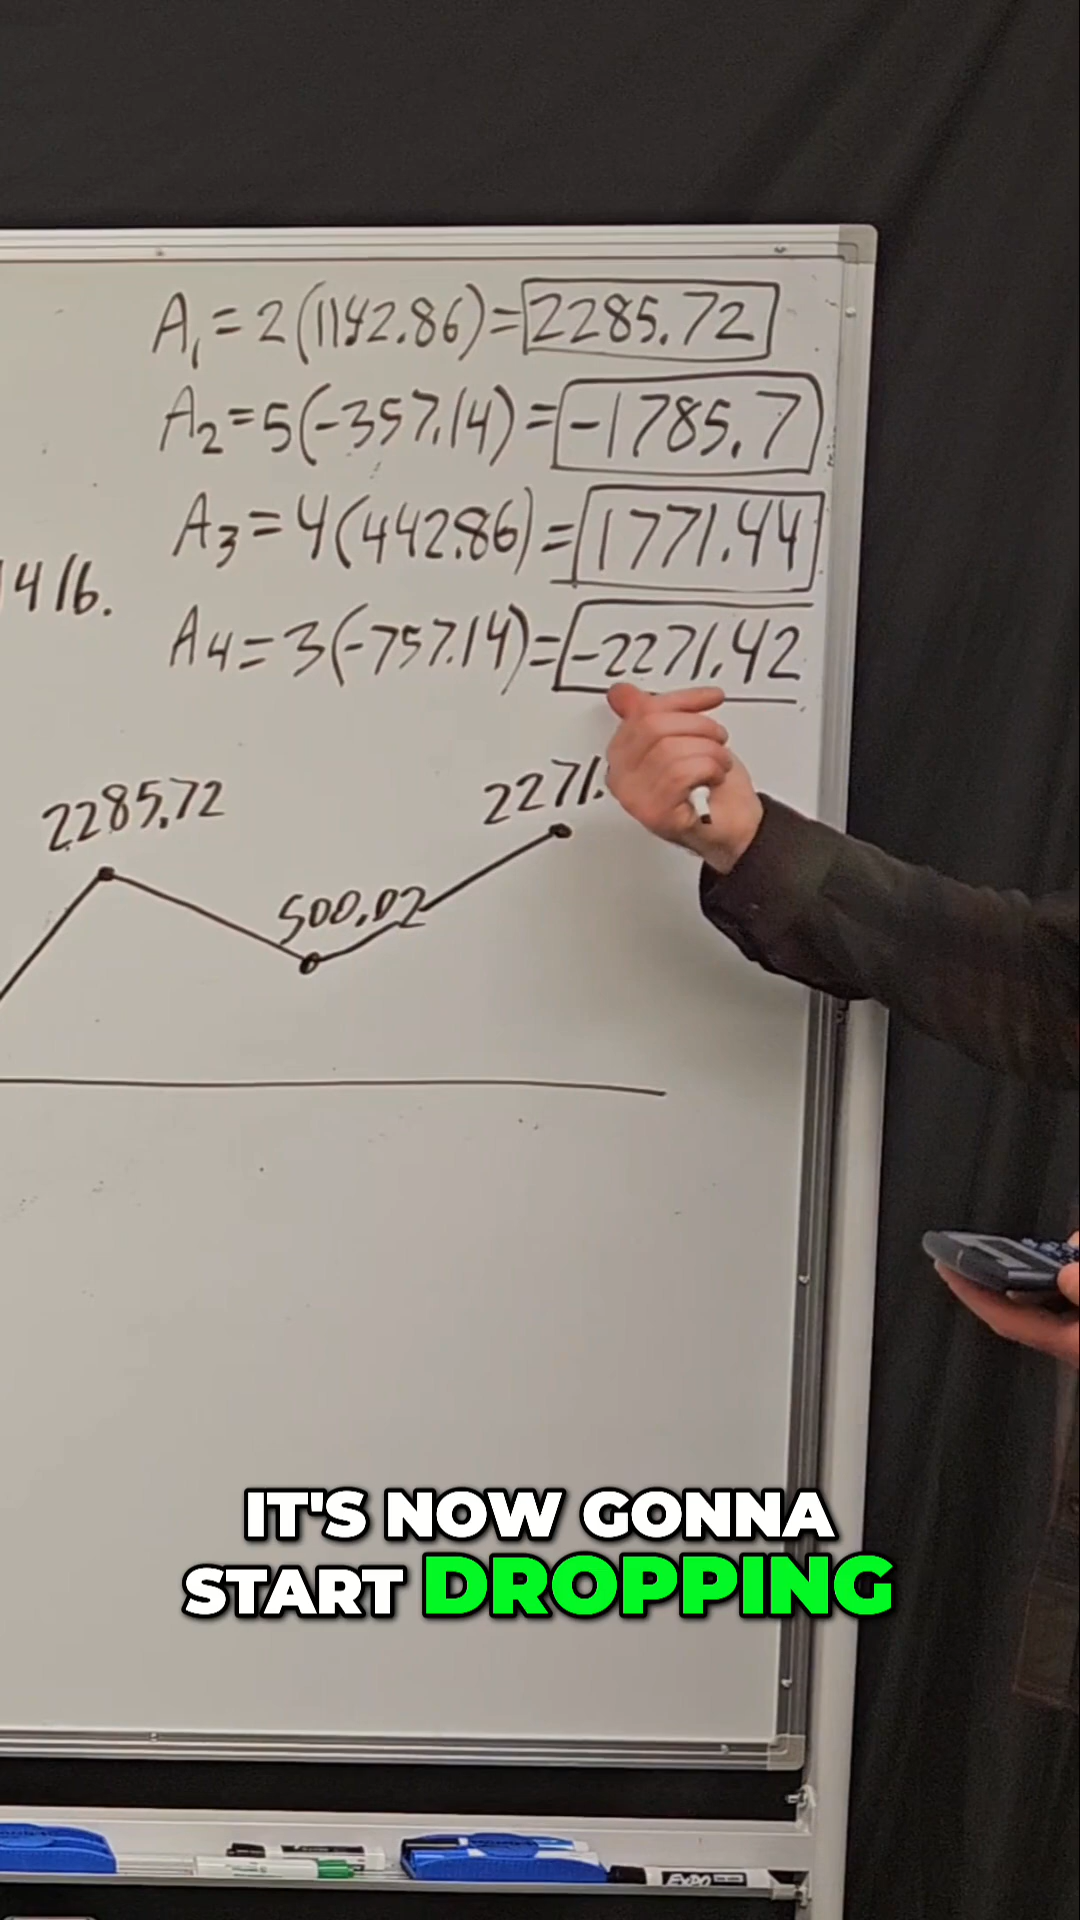 A1 = 2(1142.86) = 2285.72
A2 = 5(-357.14) = -1785.7
A3 = 4(442.86) = 1771.44
416.
A4 = 3(-757.14) = -2271.42
2285.72
2271.
500.02
IT'S NOW GONNA
START DROPPING
EXPO